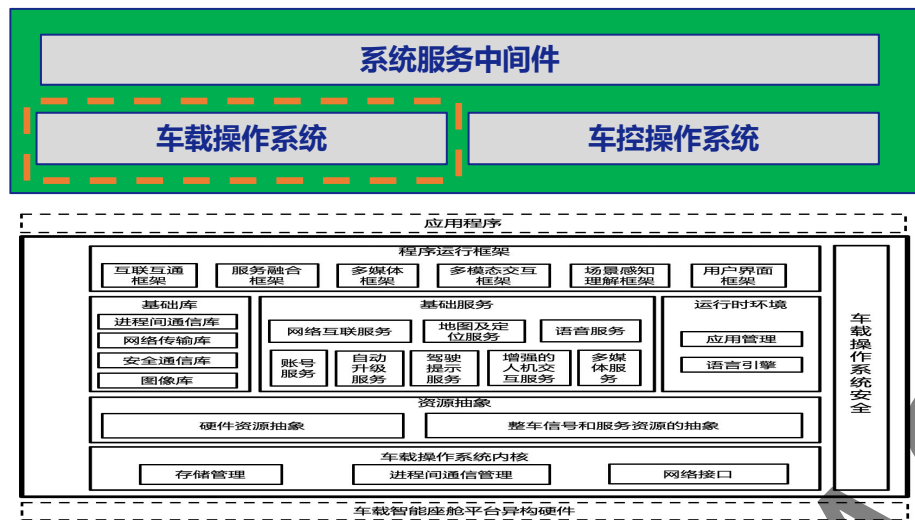 系统服务中间件
车载操作系统
车控操作系统
应用程序
程序运行框架
互联互通
框架
服务融合
框架
多媒体
框架
多模态交互
框架
场景感知
理解框架
用户界面
框架
基础库
进程间通信库
网络传输库
安全通信库
图像库
基础服务
网络互联服务
地图及定
位服务
语音服务
账号
服务
自动
升级
服务
驾驶
提示
服务
增强的
人机交
互服务
多媒
体服
务
运行时环境
应用管理
语言引擎
资源抽象
硬件资源抽象
整车信号和服务资源的抽象
车载操作系统内核
存储管理
进程间通信管理
网络接口
车载操作系统安全
车载智能座舱平台异构硬件